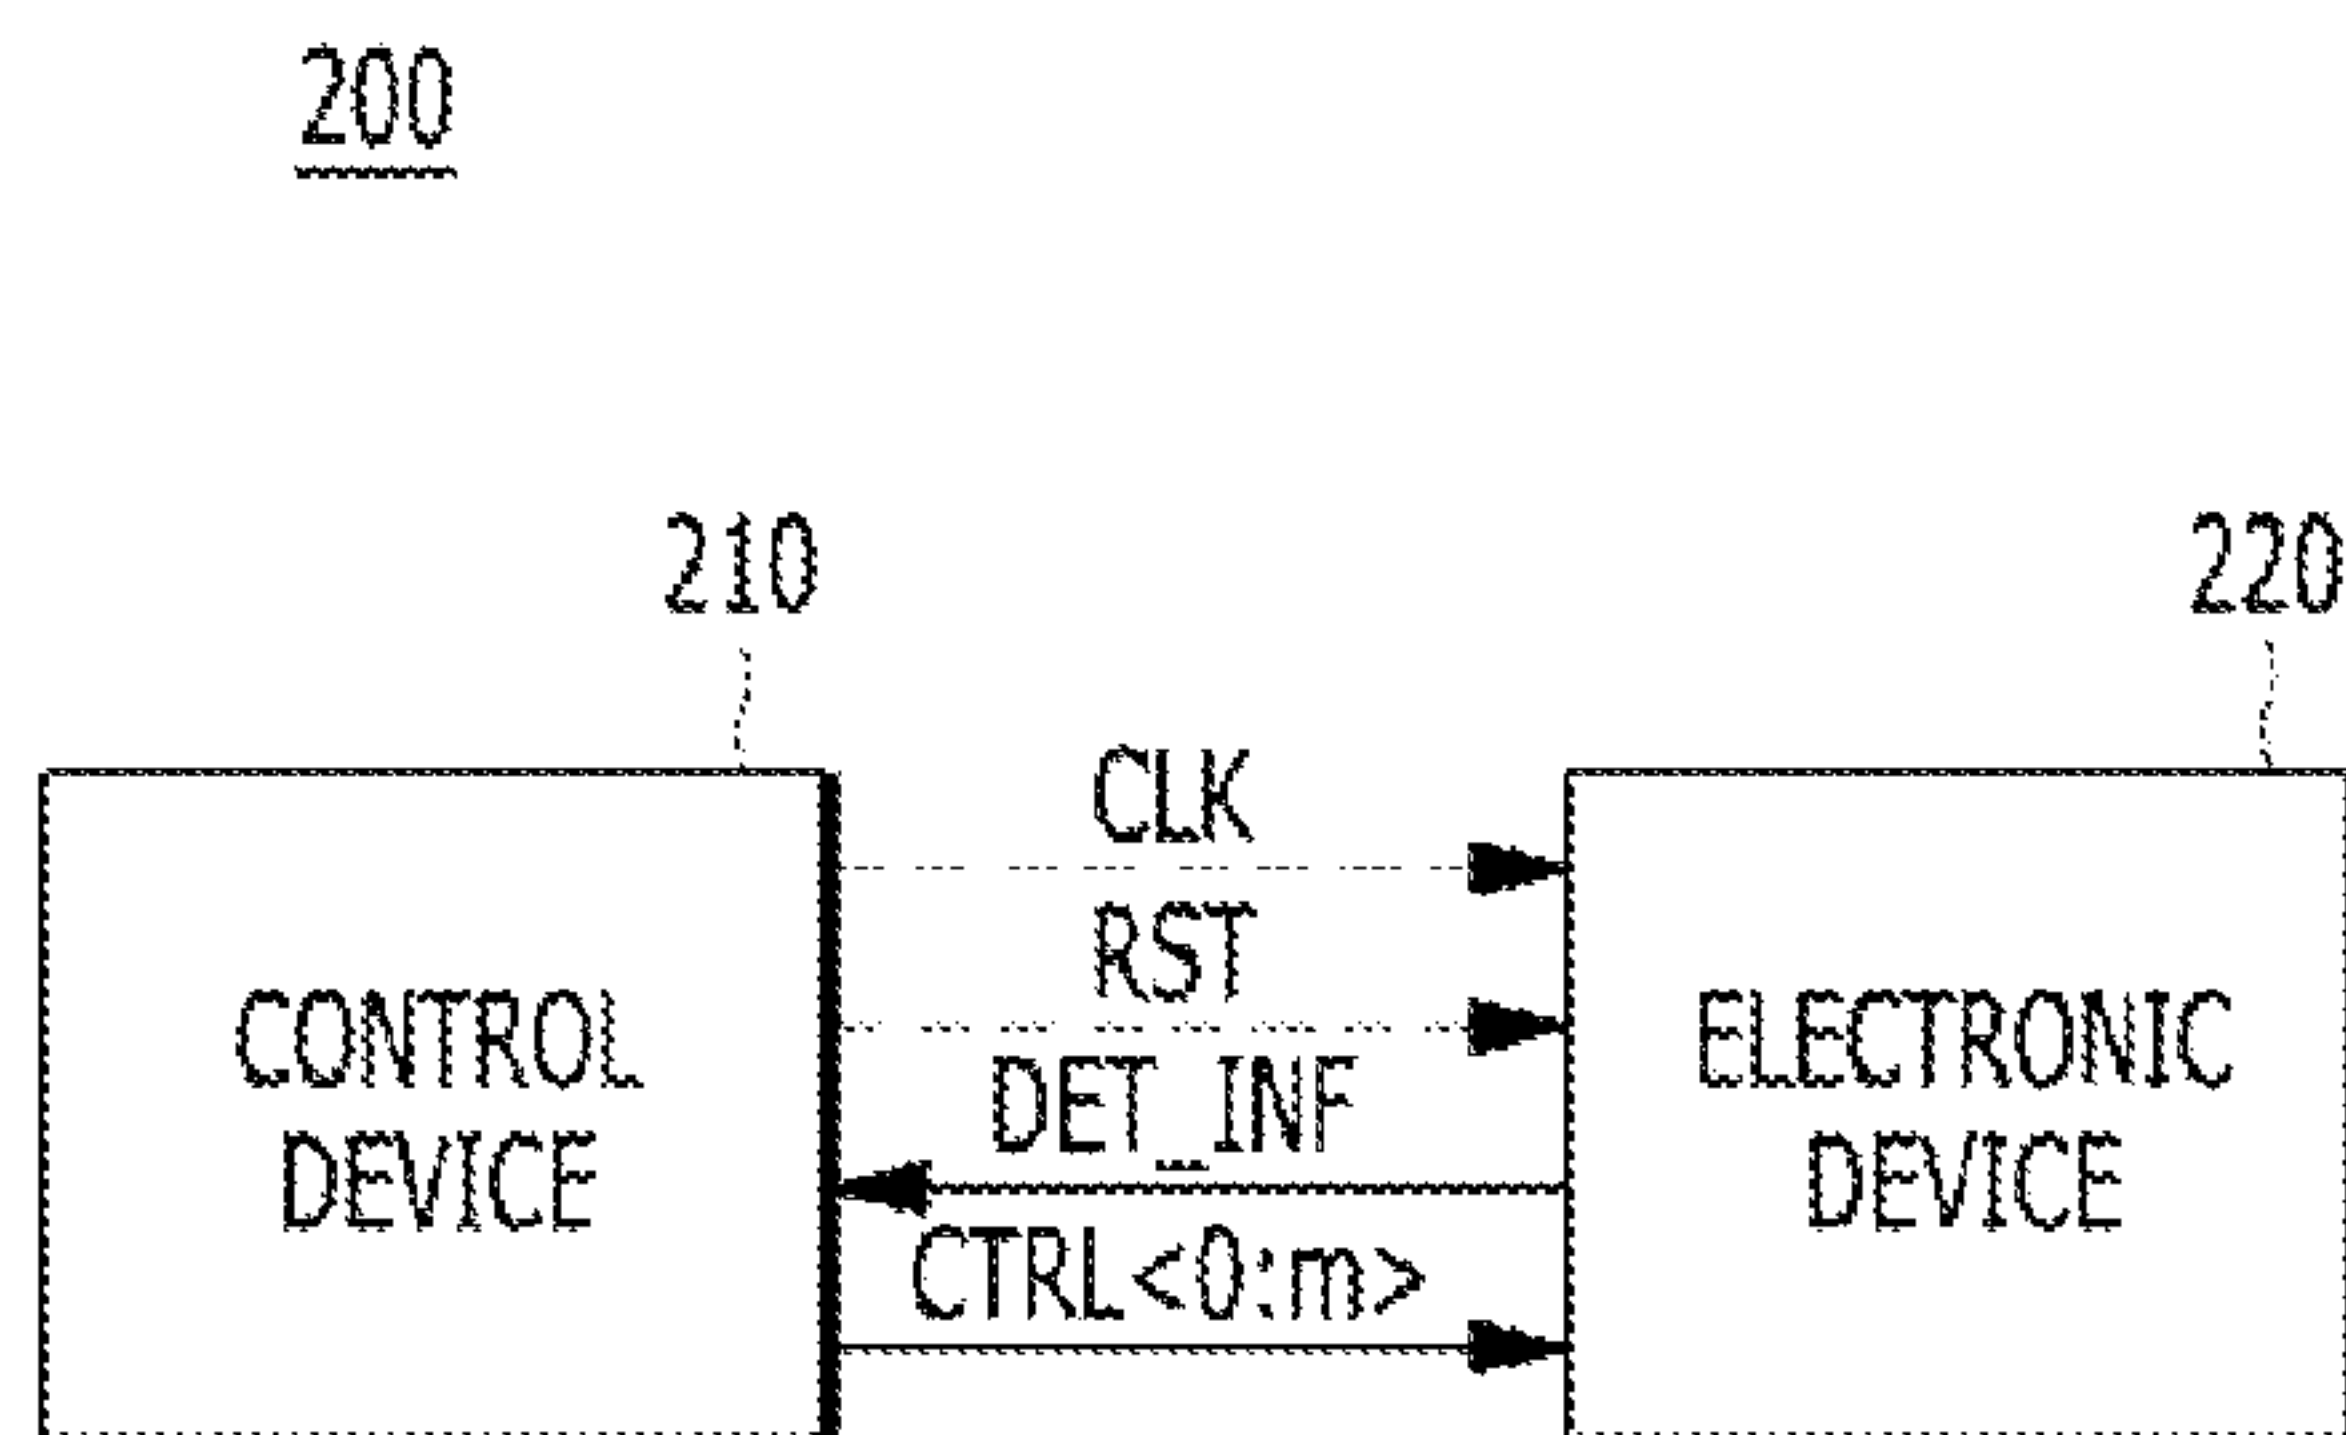 200
210
220
CLK
RST
DET_INF
CTRL<0:m>
CONTROL
DEVICE
ELECTRONIC
DEVICE